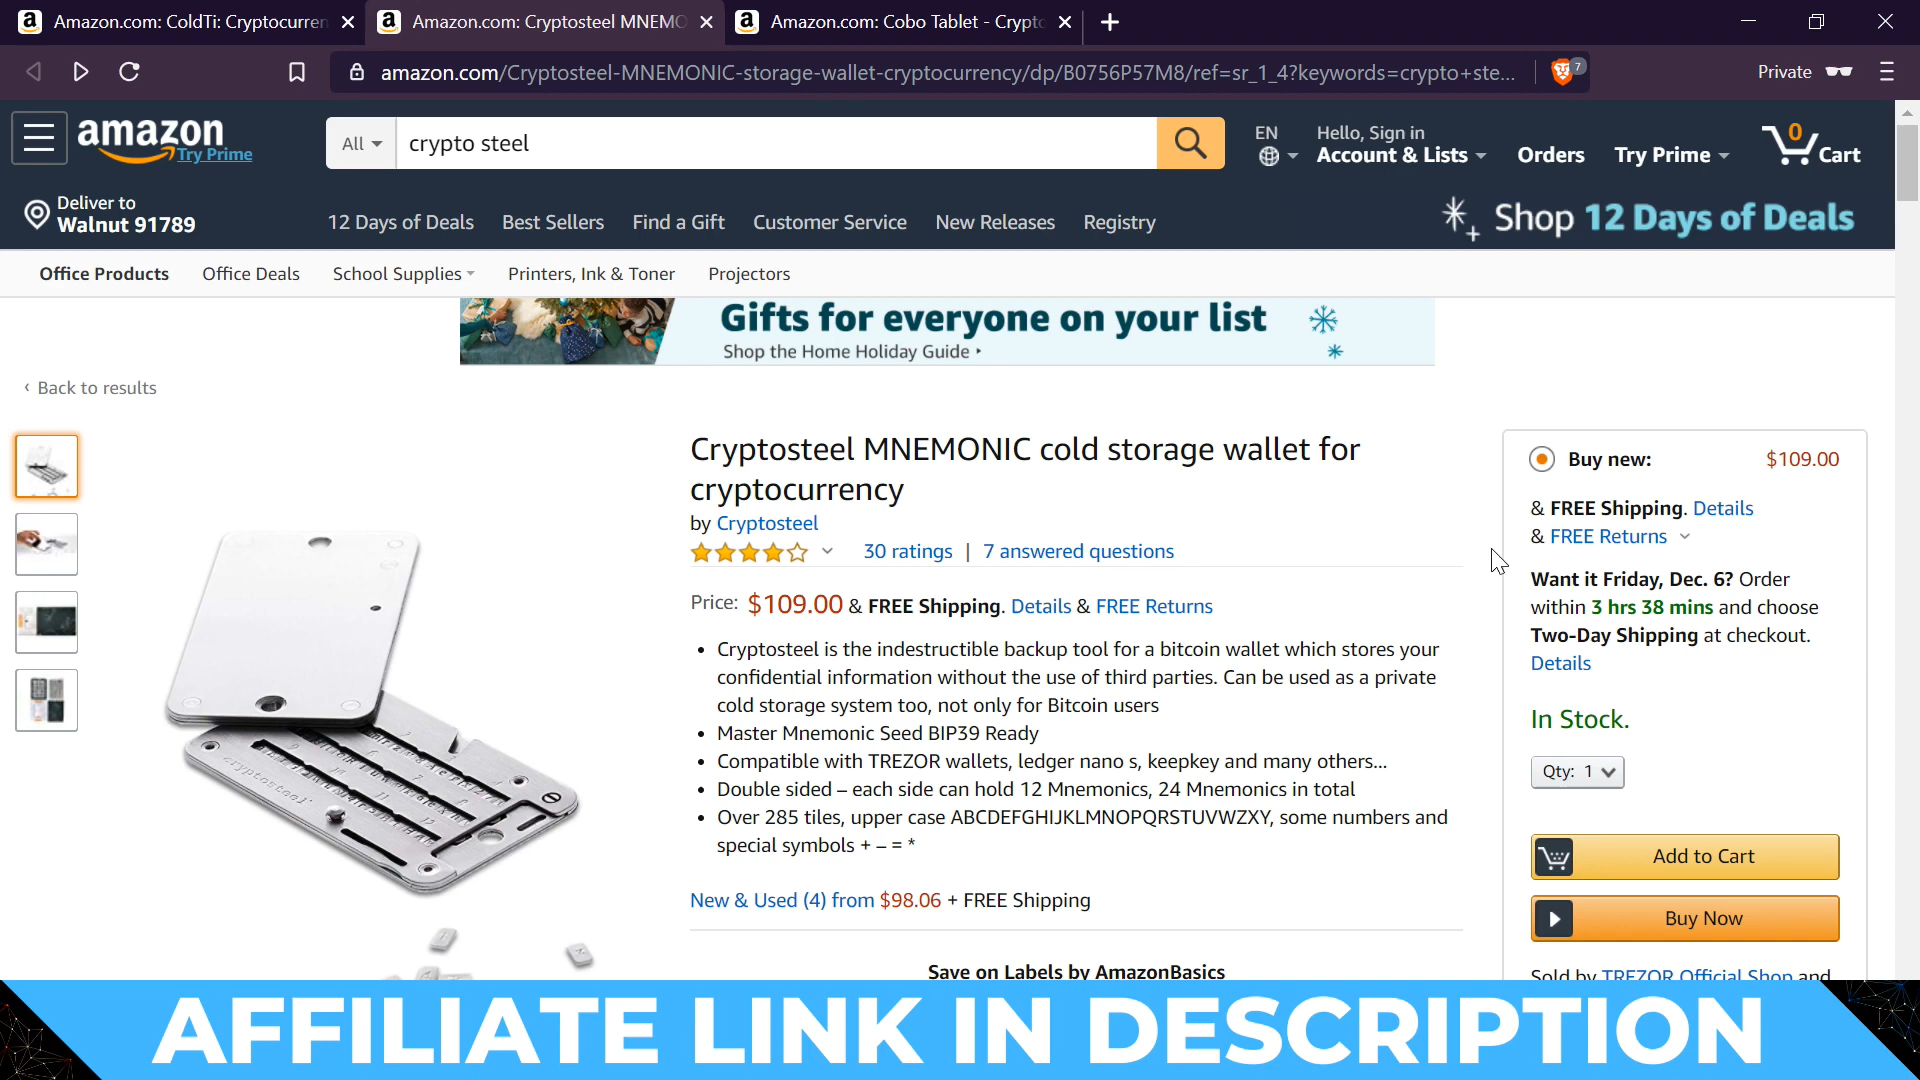 Amazon.com: ColdTi: Cryptocurren
Amazon.com: Cryptosteel MNEMO
Amazon.com: Cobo Tablet - Crypto
amazon.com/Cryptosteel-MNEMONIC-storage-wallet-cryptocurrency/dp/B0756P57M8/ref=sr_1_4?keywords=crypto+ste...
7
Private
amazon
Try Prime
All
crypto steel
EN
Hello, Sign in
Account & Lists
Orders
Try Prime
0
Cart
Deliver to
Walnut 91789
12 Days of Deals
Best Sellers
Find a Gift
Customer Service
New Releases
Registry
Shop 12 Days of Deals
Office Products
Office Deals
School Supplies
Printers, Ink & Toner
Projectors
Gifts for everyone on your list
Shop the Home Holiday Guide
‹ Back to results
Cryptosteel MNEMONIC cold storage wallet for
cryptocurrency
by Cryptosteel
30 ratings | 7 answered questions
Price: $109.00 & FREE Shipping. Details & FREE Returns
• Cryptosteel is the indestructible backup tool for a bitcoin wallet which stores your
confidential information without the use of third parties. Can be used as a private
cold storage system too, not only for Bitcoin users
• Master Mnemonic Seed BIP39 Ready
• Compatible with TREZOR wallets, ledger nano s, keepkey and many others...
• Double sided – each side can hold 12 Mnemonics, 24 Mnemonics in total
• Over 285 tiles, upper case ABCDEFGHIJKLMNOPQRSTUVWZXY, some numbers and
special symbols + – = *
New & Used (4) from $98.06 + FREE Shipping
Save on Labels by AmazonBasics
cryptosteel
Buy new:
$109.00
& FREE Shipping. Details
& FREE Returns
Want it Friday, Dec. 6? Order
within 3 hrs 38 mins and choose
Two-Day Shipping at checkout.
Details
In Stock.
Qty: 1
Add to Cart
Buy Now
Sold by TREZOR Official Shop and
AFFILIATE LINK IN DESCRIPTION